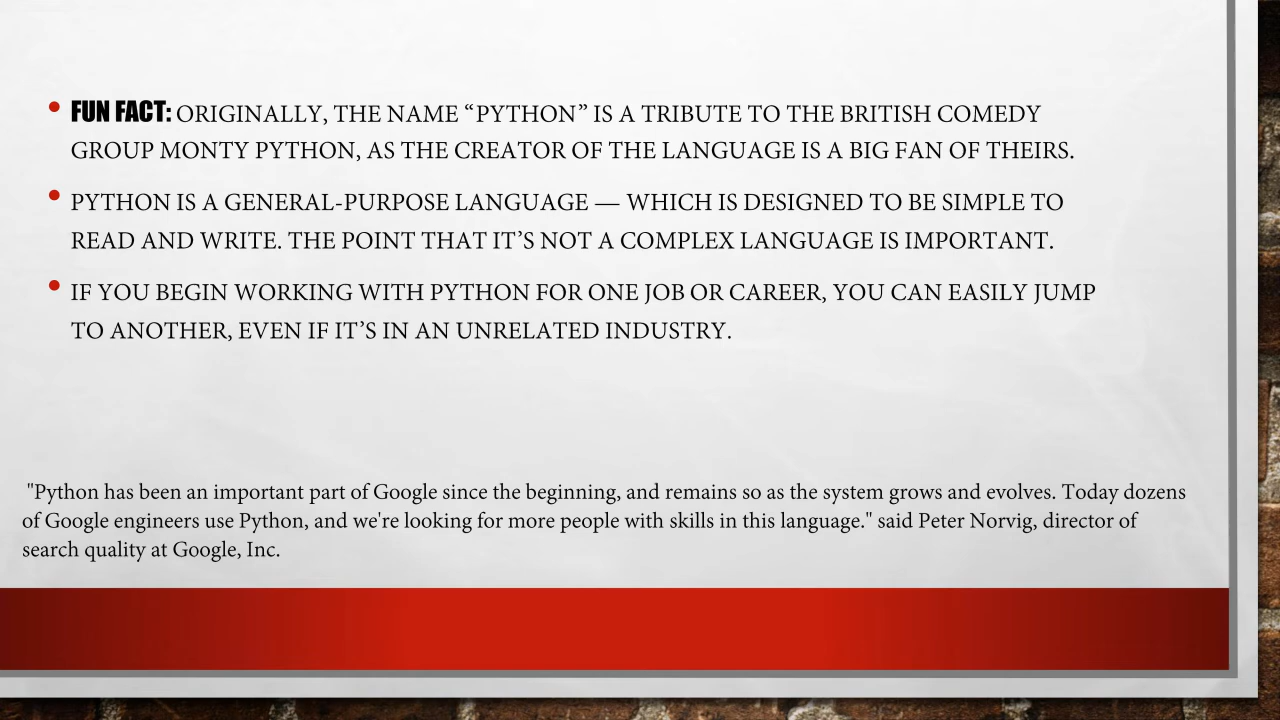 • FUN FACT: ORIGINALLY, THE NAME “PYTHON” IS A TRIBUTE TO THE BRITISH COMEDY
GROUP MONTY PYTHON, AS THE CREATOR OF THE LANGUAGE IS A BIG FAN OF THEIRS.
• PYTHON IS A GENERAL-PURPOSE LANGUAGE — WHICH IS DESIGNED TO BE SIMPLE TO
READ AND WRITE. THE POINT THAT IT’S NOT A COMPLEX LANGUAGE IS IMPORTANT.
• IF YOU BEGIN WORKING WITH PYTHON FOR ONE JOB OR CAREER, YOU CAN EASILY JUMP
TO ANOTHER, EVEN IF IT’S IN AN UNRELATED INDUSTRY.
"Python has been an important part of Google since the beginning, and remains so as the system grows and evolves. Today dozens
of Google engineers use Python, and we're looking for more people with skills in this language." said Peter Norvig, director of
search quality at Google, Inc.